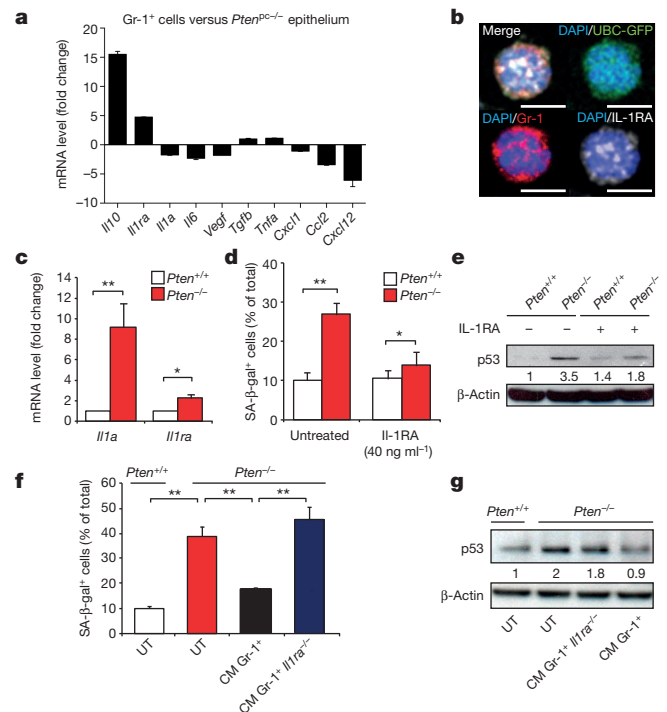 a
Gr-1⁺ cells versus Pten^pc–/– epithelium
mRNA level (fold change)
20
15
10
5
0
–5
–10
Il10
Il1ra
Il1a
Il6
Vegf
Tgfb
Tnfa
Cxcl1
Ccl2
Cxcl12
b
Merge
DAPI/UBC-GFP
DAPI/Gr-1
DAPI/IL-1RA
c
mRNA level (fold change)
14
12
10
8
6
4
2
0
Pten+/+
Pten–/–
**
*
Il1a
Il1ra
d
SA-β-gal⁺ cells (% of total)
40
30
20
10
0
Pten+/+
Pten–/–
**
*
Untreated
Il-1RA
(40 ng ml⁻¹)
e
Pten+/+ Pten–/– Pten+/+ Pten–/–
IL-1RA – – + +
p53
1 3.5 1.4 1.8
β-Actin
f
Pten+/+ Pten–/–
SA-β-gal⁺ cells (% of total)
60
50
40
30
20
10
0
** ** **
UT
UT
CM Gr-1⁺
CM Gr-1⁺ Il1ra–/–
g
Pten+/+ Pten–/–
p53
1 2 1.8 0.9
β-Actin
UT
UT
CM Gr-1⁺ Il1ra–/–
CM Gr-1⁺